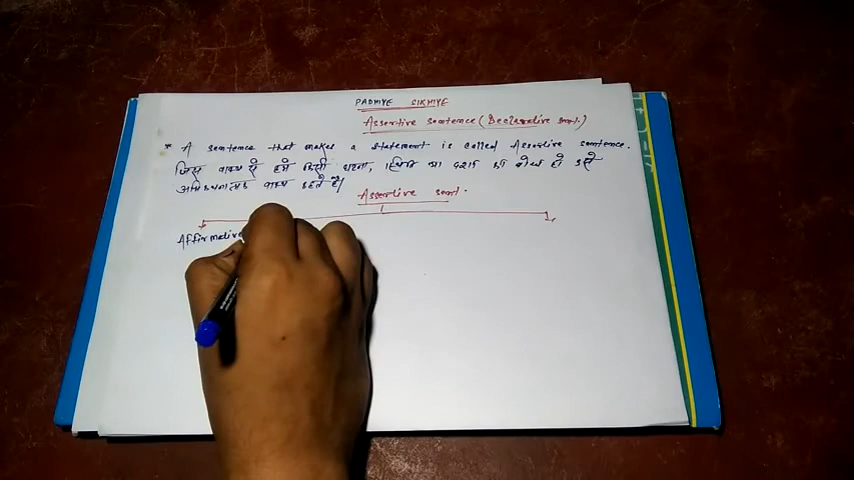 PADHIYE SIKHIYE
Assertive sentence (Declarative sent.)
* A sentence that makes a statement is called Assertive sentence.
जिस वाक्य से हमें किसी घटना, स्थिति या दशा का बोध हो उसे
अभिकथनात्मक वाक्य कहते हैं।
Assertive sent.
Affirmative